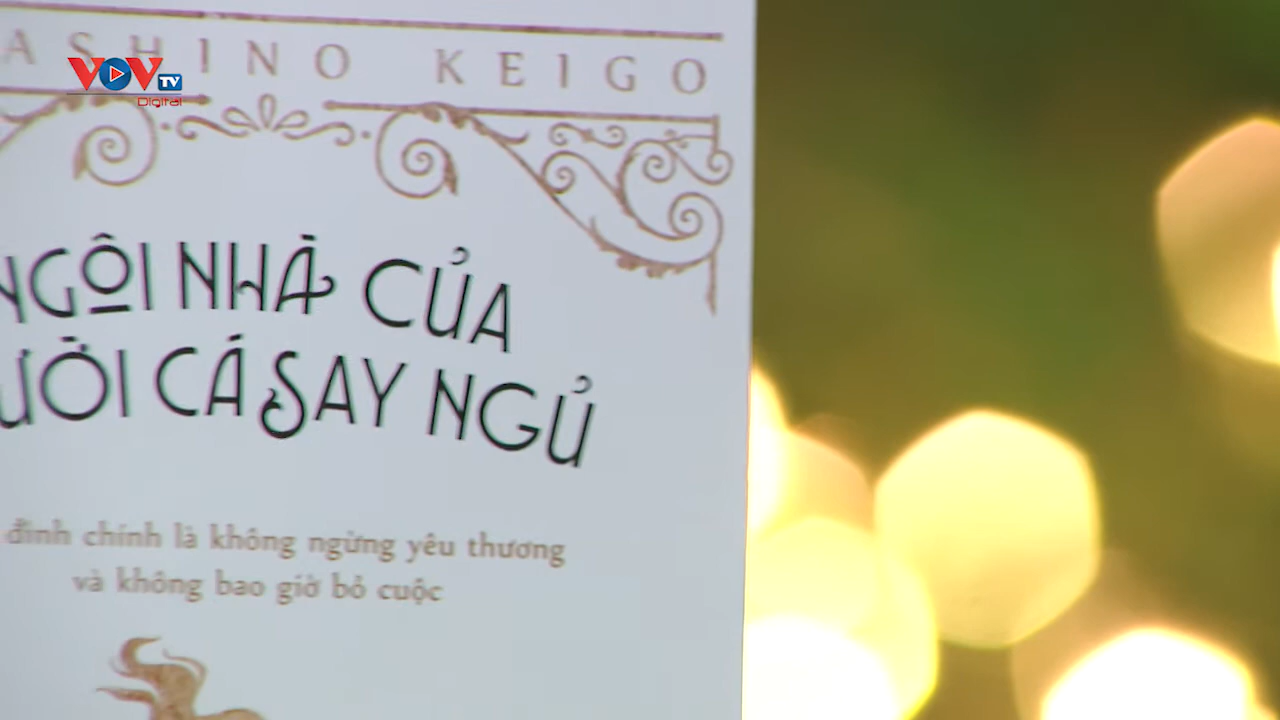 ASHINO KEIGO
VOV TV
Digital
NGÔI NHÀ CỦA
ƯỜI CÁ SAY NGỦ
đình chính là không ngừng yêu thương
và không bao giờ bỏ cuộc